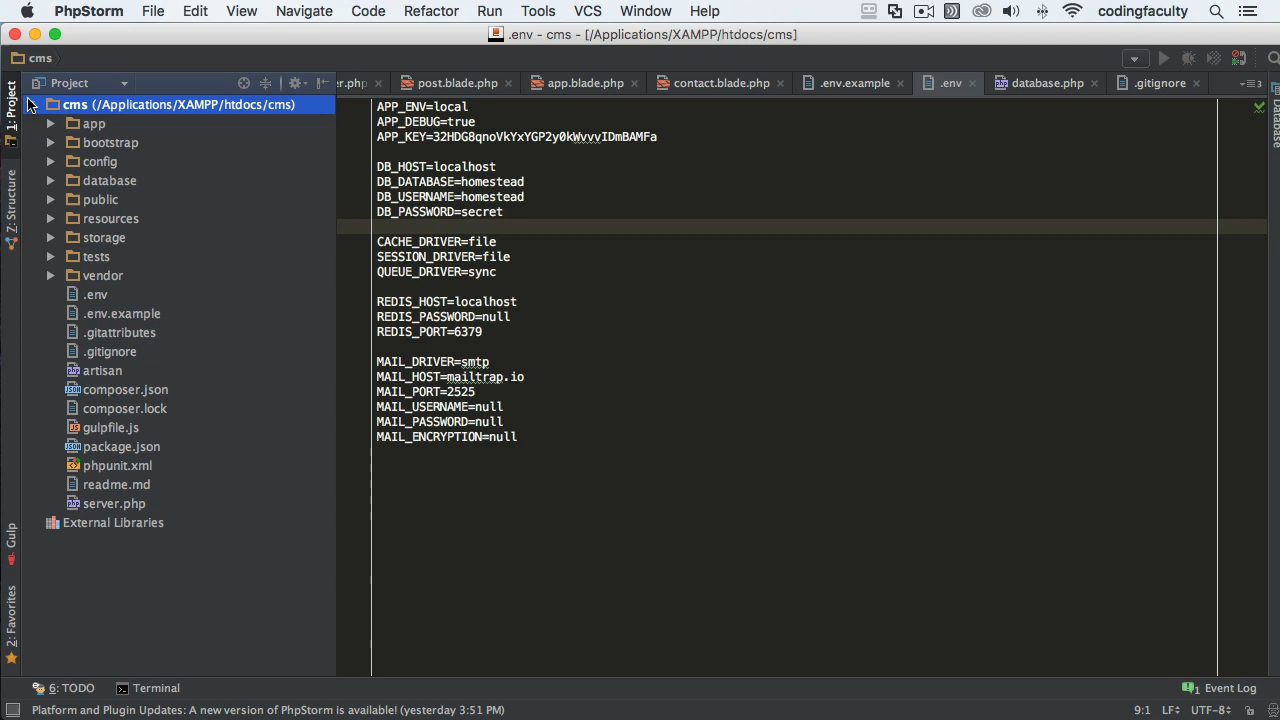 PhpStorm File Edit View Navigate Code Refactor Run Tools VCS Window Help codingfaculty
.env - cms - [/Applications/XAMPP/htdocs/cms]
cms
Project
er.php post.blade.php app.blade.php contact.blade.php .env.example .env database.php .gitignore
3
1: Project
Z: Structure
Gulp
2: Favorites
Database
cms (/Applications/XAMPP/htdocs/cms)
app
bootstrap
config
database
public
resources
storage
tests
vendor
.env
.env.example
.gitattributes
.gitignore
artisan
composer.json
composer.lock
gulpfile.js
package.json
phpunit.xml
readme.md
server.php
External Libraries
APP_ENV=local
APP_DEBUG=true
APP_KEY=32HDG8qnoVkYxYGP2y0kWvvvIDmBAMFa
DB_HOST=localhost
DB_DATABASE=homestead
DB_USERNAME=homestead
DB_PASSWORD=secret
CACHE_DRIVER=file
SESSION_DRIVER=file
QUEUE_DRIVER=sync
REDIS_HOST=localhost
REDIS_PASSWORD=null
REDIS_PORT=6379
MAIL_DRIVER=smtp
MAIL_HOST=mailtrap.io
MAIL_PORT=2525
MAIL_USERNAME=null
MAIL_PASSWORD=null
MAIL_ENCRYPTION=null
6: TODO Terminal 1 Event Log
Platform and Plugin Updates: A new version of PhpStorm is available! (yesterday 3:51 PM) 9:1 LF UTF-8